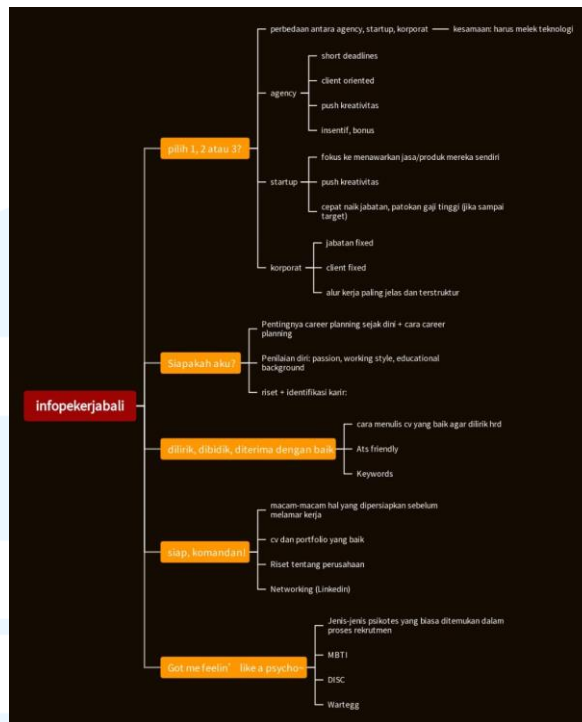 infopekerjabali
pilih 1, 2 atau 3?
perbedaan antara agency, startup, korporat
kesamaan: harus melek teknologi
agency
short deadlines
client oriented
push kreativitas
insentif, bonus
startup
fokus ke menawarkan jasa/produk mereka sendiri
push kreativitas
cepat naik jabatan, patokan gaji tinggi (jika sampai
target)
korporat
jabatan fixed
client fixed
alur kerja paling jelas dan terstruktur
Siapakah aku?
Pentingnya career planning sejak dini + cara career
planning
Penilaian diri: passion, working style, educational
background
riset + identifikasi karir:
dilirik, dibidik, diterima dengan baik
cara menulis cv yang baik agar dilirik hrd
Ats friendly
Keywords
siap, komandan!
macam-macam hal yang dipersiapkan sebelum
melamar kerja
cv dan portfolio yang baik
Riset tentang perusahaan
Networking (Linkedin)
Got me feelin' like a psycho~
Jenis-jenis psikotes yang biasa ditemukan dalam
proses rekrutmen
MBTI
DISC
Wartegg